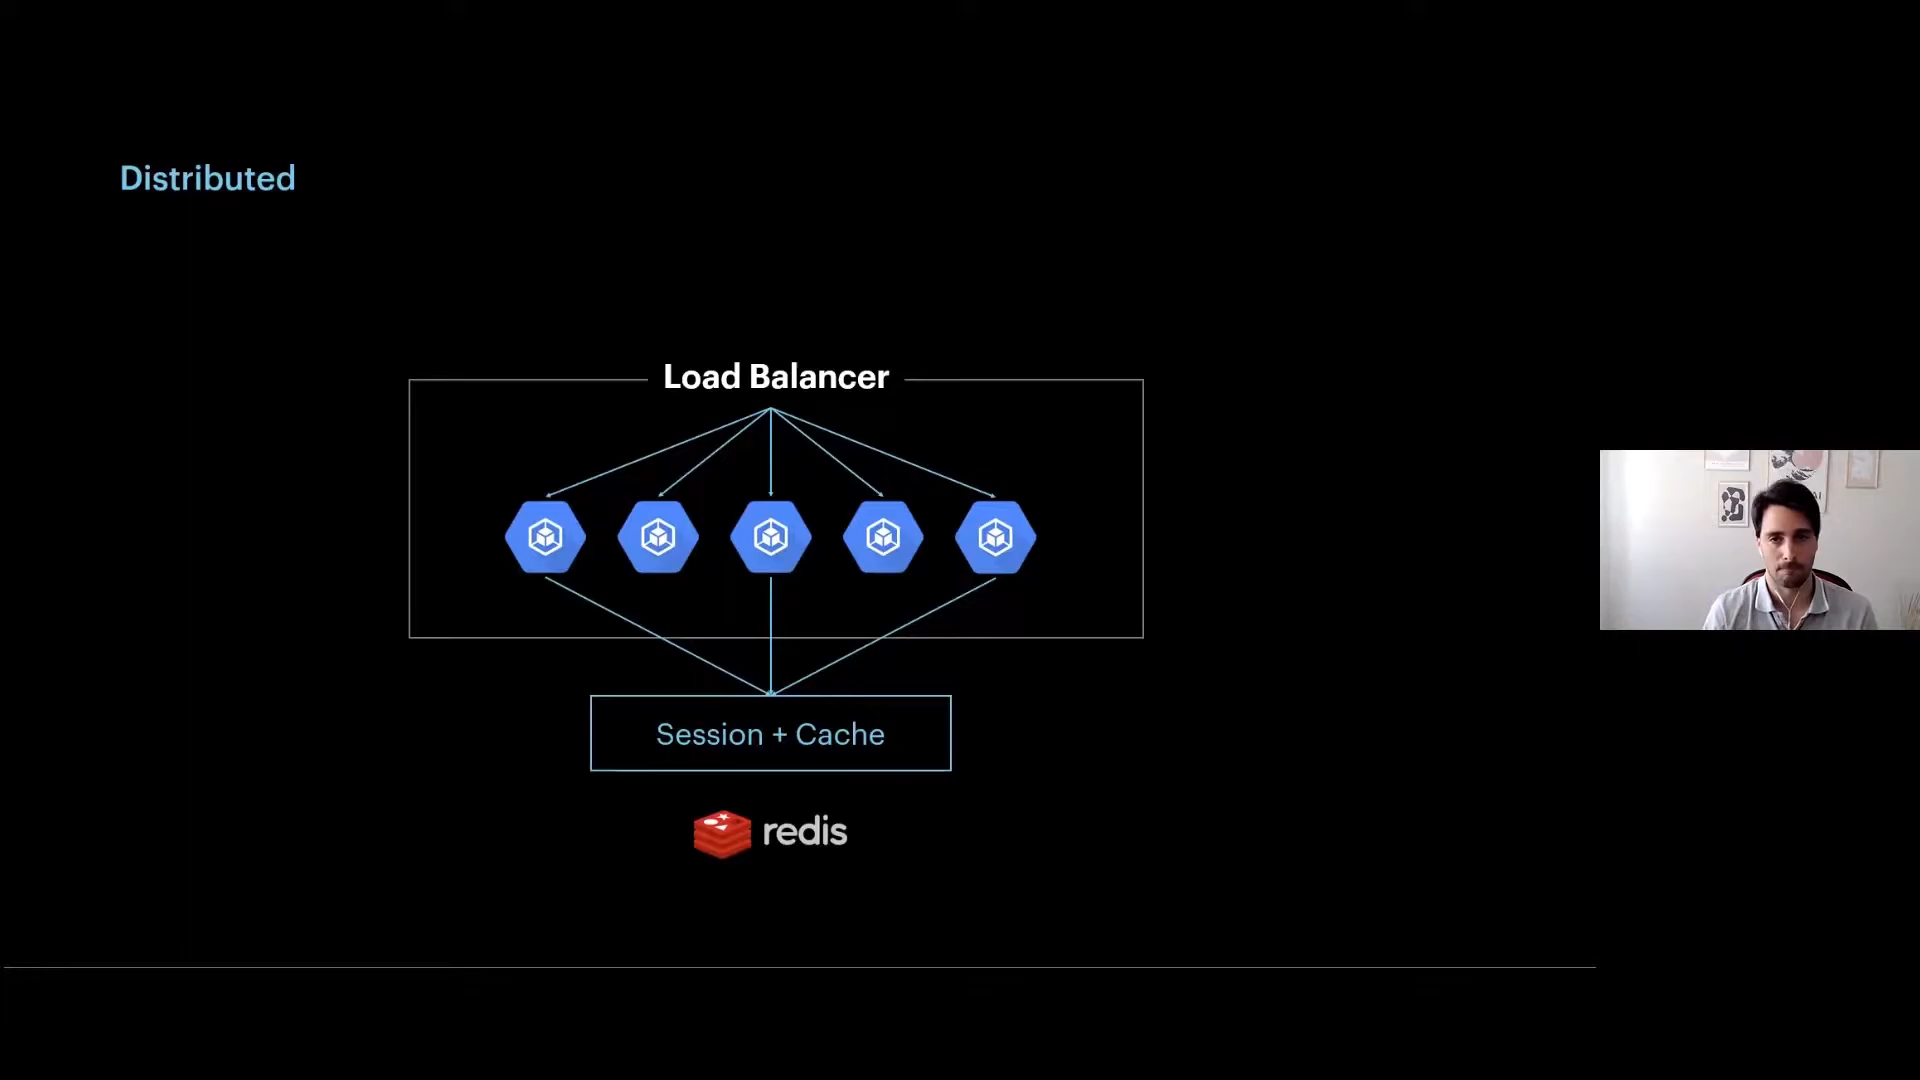 Distributed
Load Balancer
Session + Cache
redis